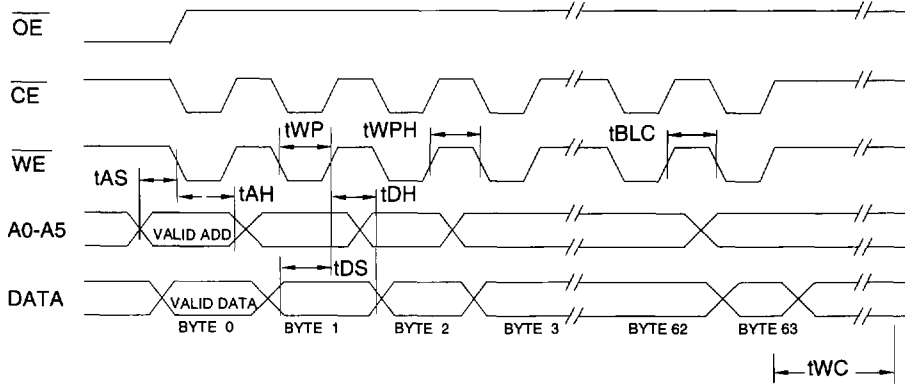 OE
CE
tWP tWPH tBLC
WE
tAS tAH tDH
A0-A5 VALID ADD
tDS
DATA VALID DATA
BYTE 0 BYTE 1 BYTE 2 BYTE 3 BYTE 62 BYTE 63
tWC